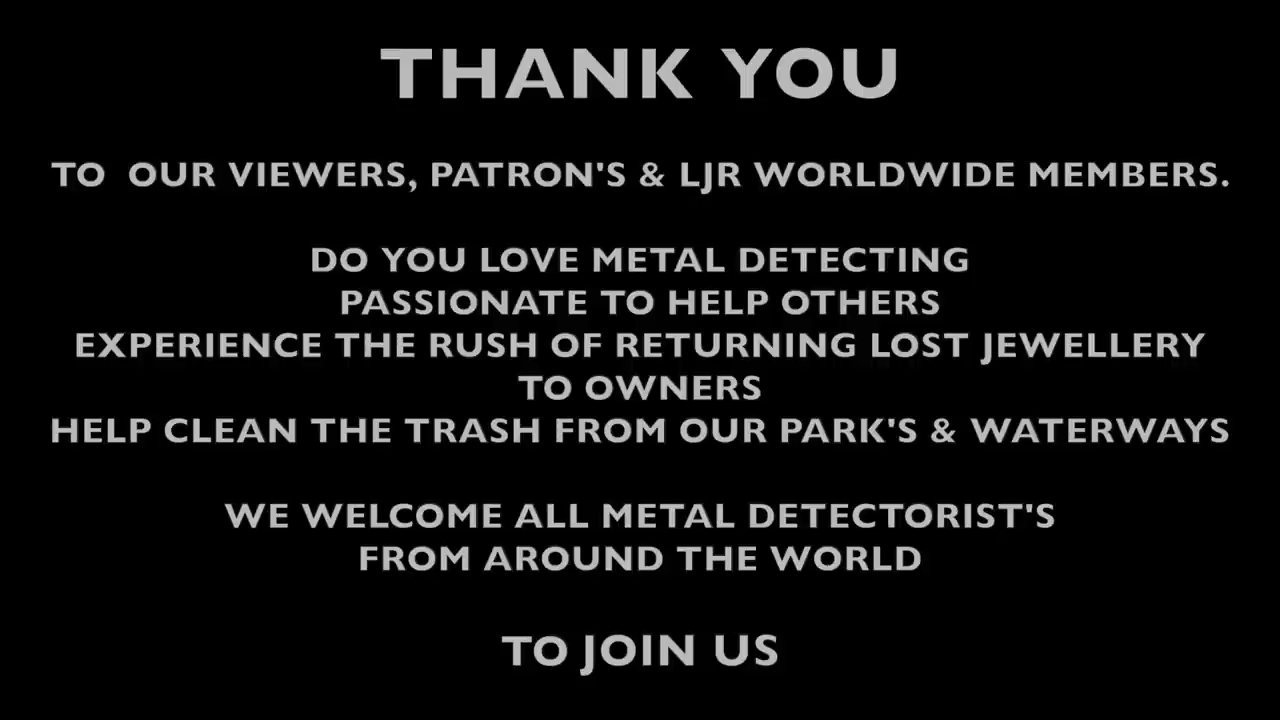 THANK YOU
TO OUR VIEWERS, PATRON'S & LJR WORLDWIDE MEMBERS.
DO YOU LOVE METAL DETECTING
PASSIONATE TO HELP OTHERS
EXPERIENCE THE RUSH OF RETURNING LOST JEWELLERY
TO OWNERS
HELP CLEAN THE TRASH FROM OUR PARK'S & WATERWAYS
WE WELCOME ALL METAL DETECTORIST'S
FROM AROUND THE WORLD
TO JOIN US